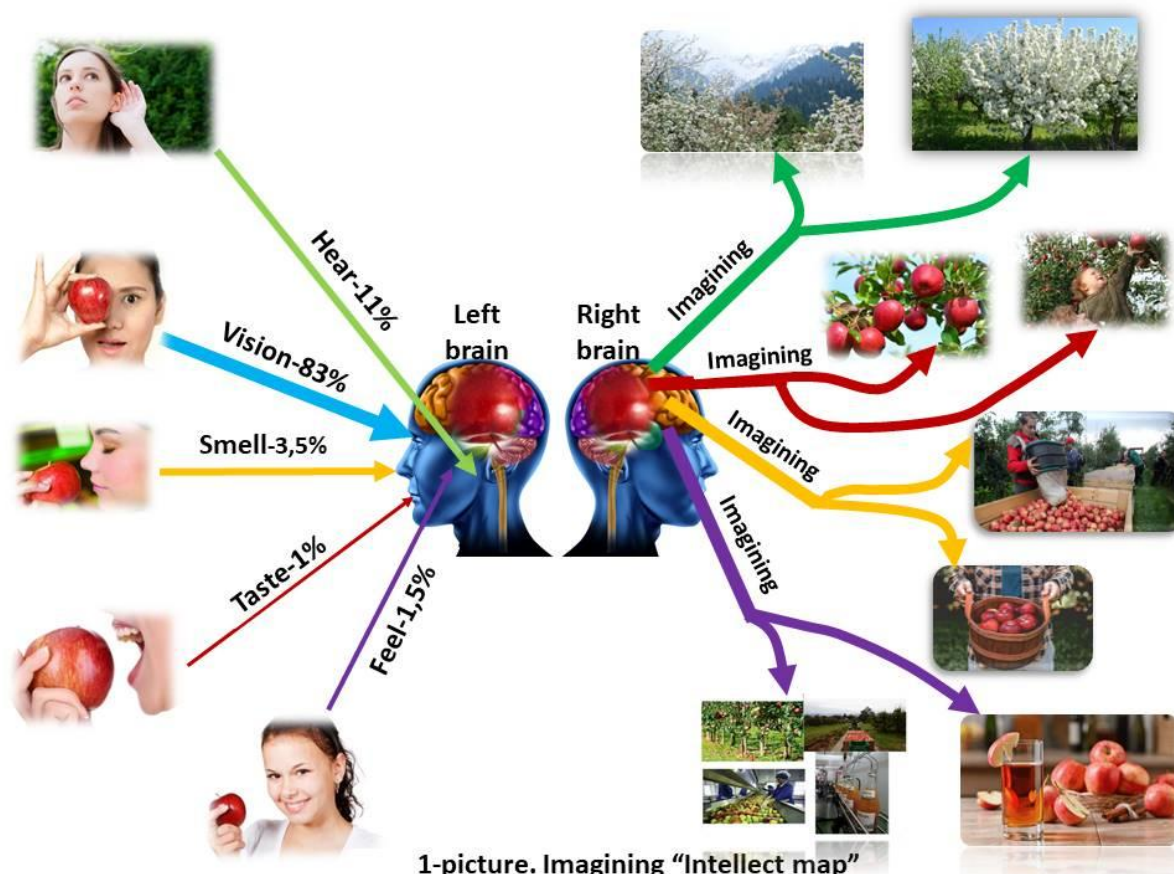 Hear-11%
Vision-83%
Smell-3,5%
Taste-1%
Feel-1,5%
Left
brain
Right
brain
Imagining
Imagining
Imagining
Imagining
1-picture. Imagining “Intellect map”